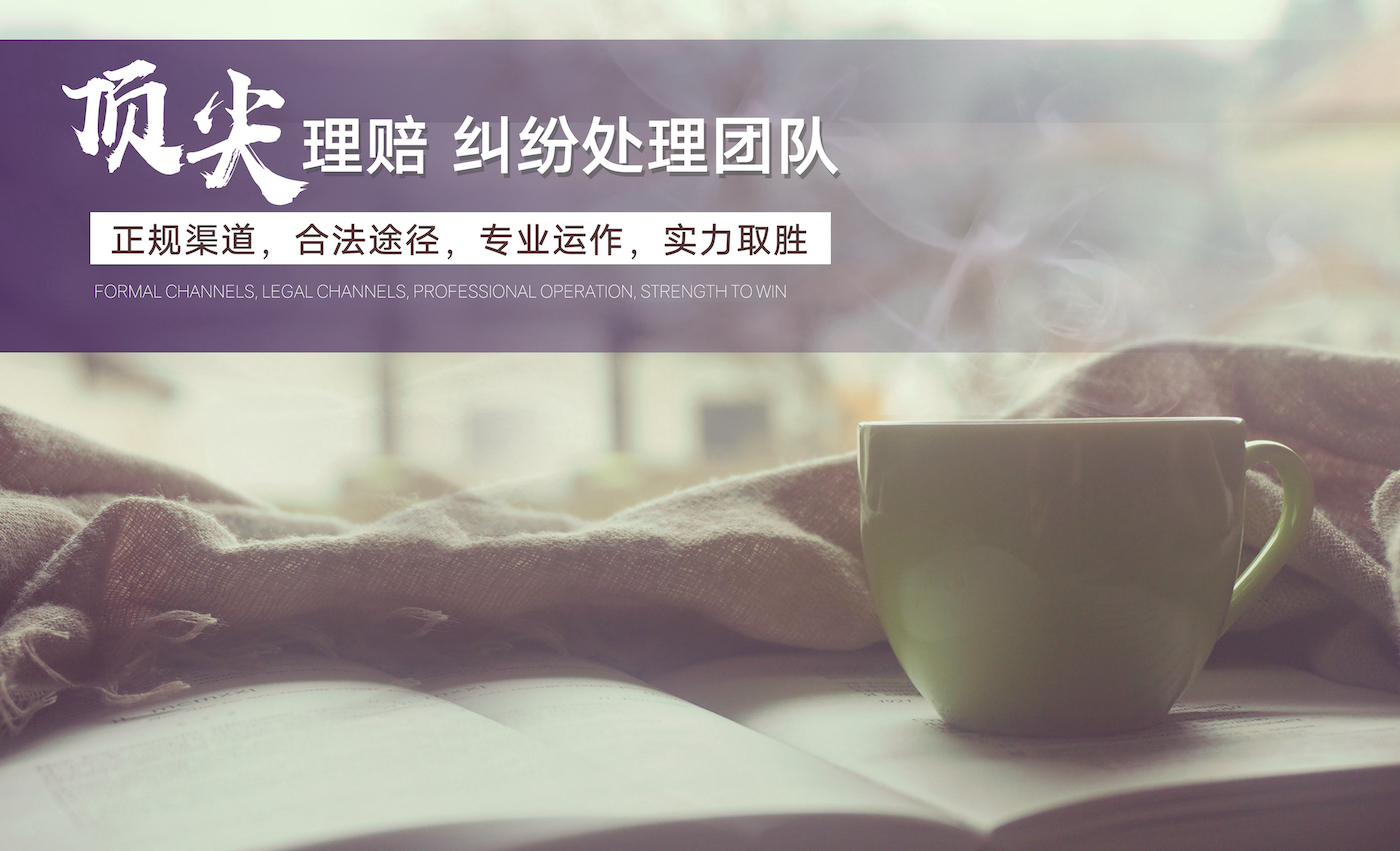 顶尖理赔 纠纷处理团队
正规渠道，合法途径，专业运作，实力取胜
FORMAL CHANNELS, LEGAL CHANNELS, PROFESSIONAL OPERATION, STRENGTH TO WIN